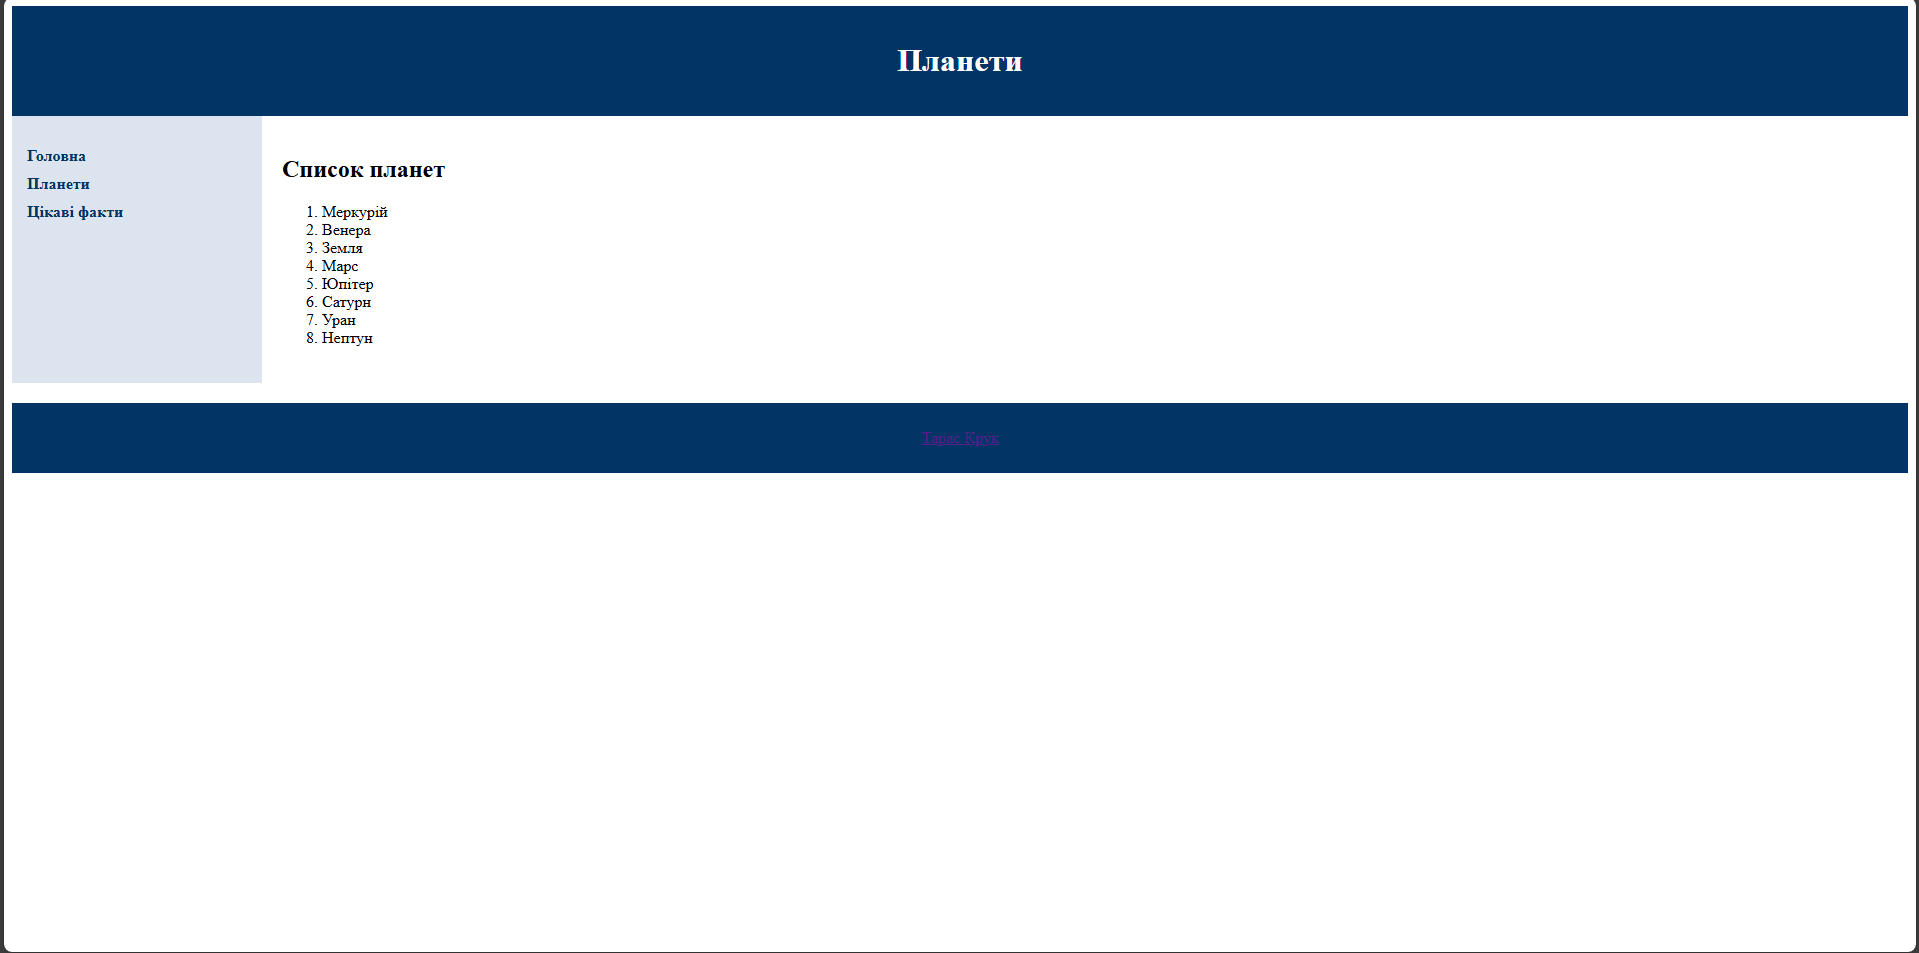 Планети
Головна
Планети
Цікаві факти
Список планет
1. Меркурій
2. Венера
3. Земля
4. Марс
5. Юпітер
6. Сатурн
7. Уран
8. Нептун
Тарас Крук